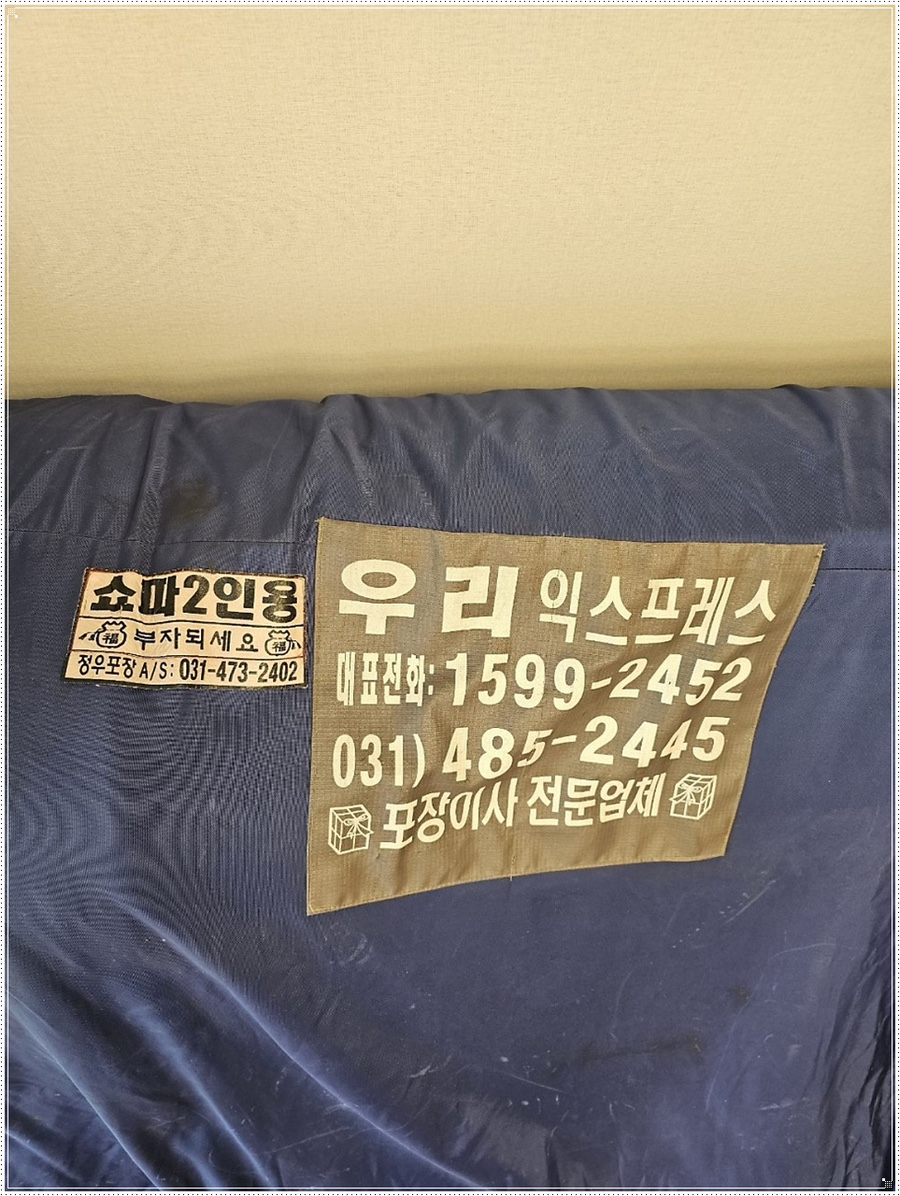 쇼파2인용
福 부자되세요 福
정우포장 A/S: 031-473-2402
우리 익스프레스
대표전화: 1599-2452
031) 485-2445
포장이사 전문업체